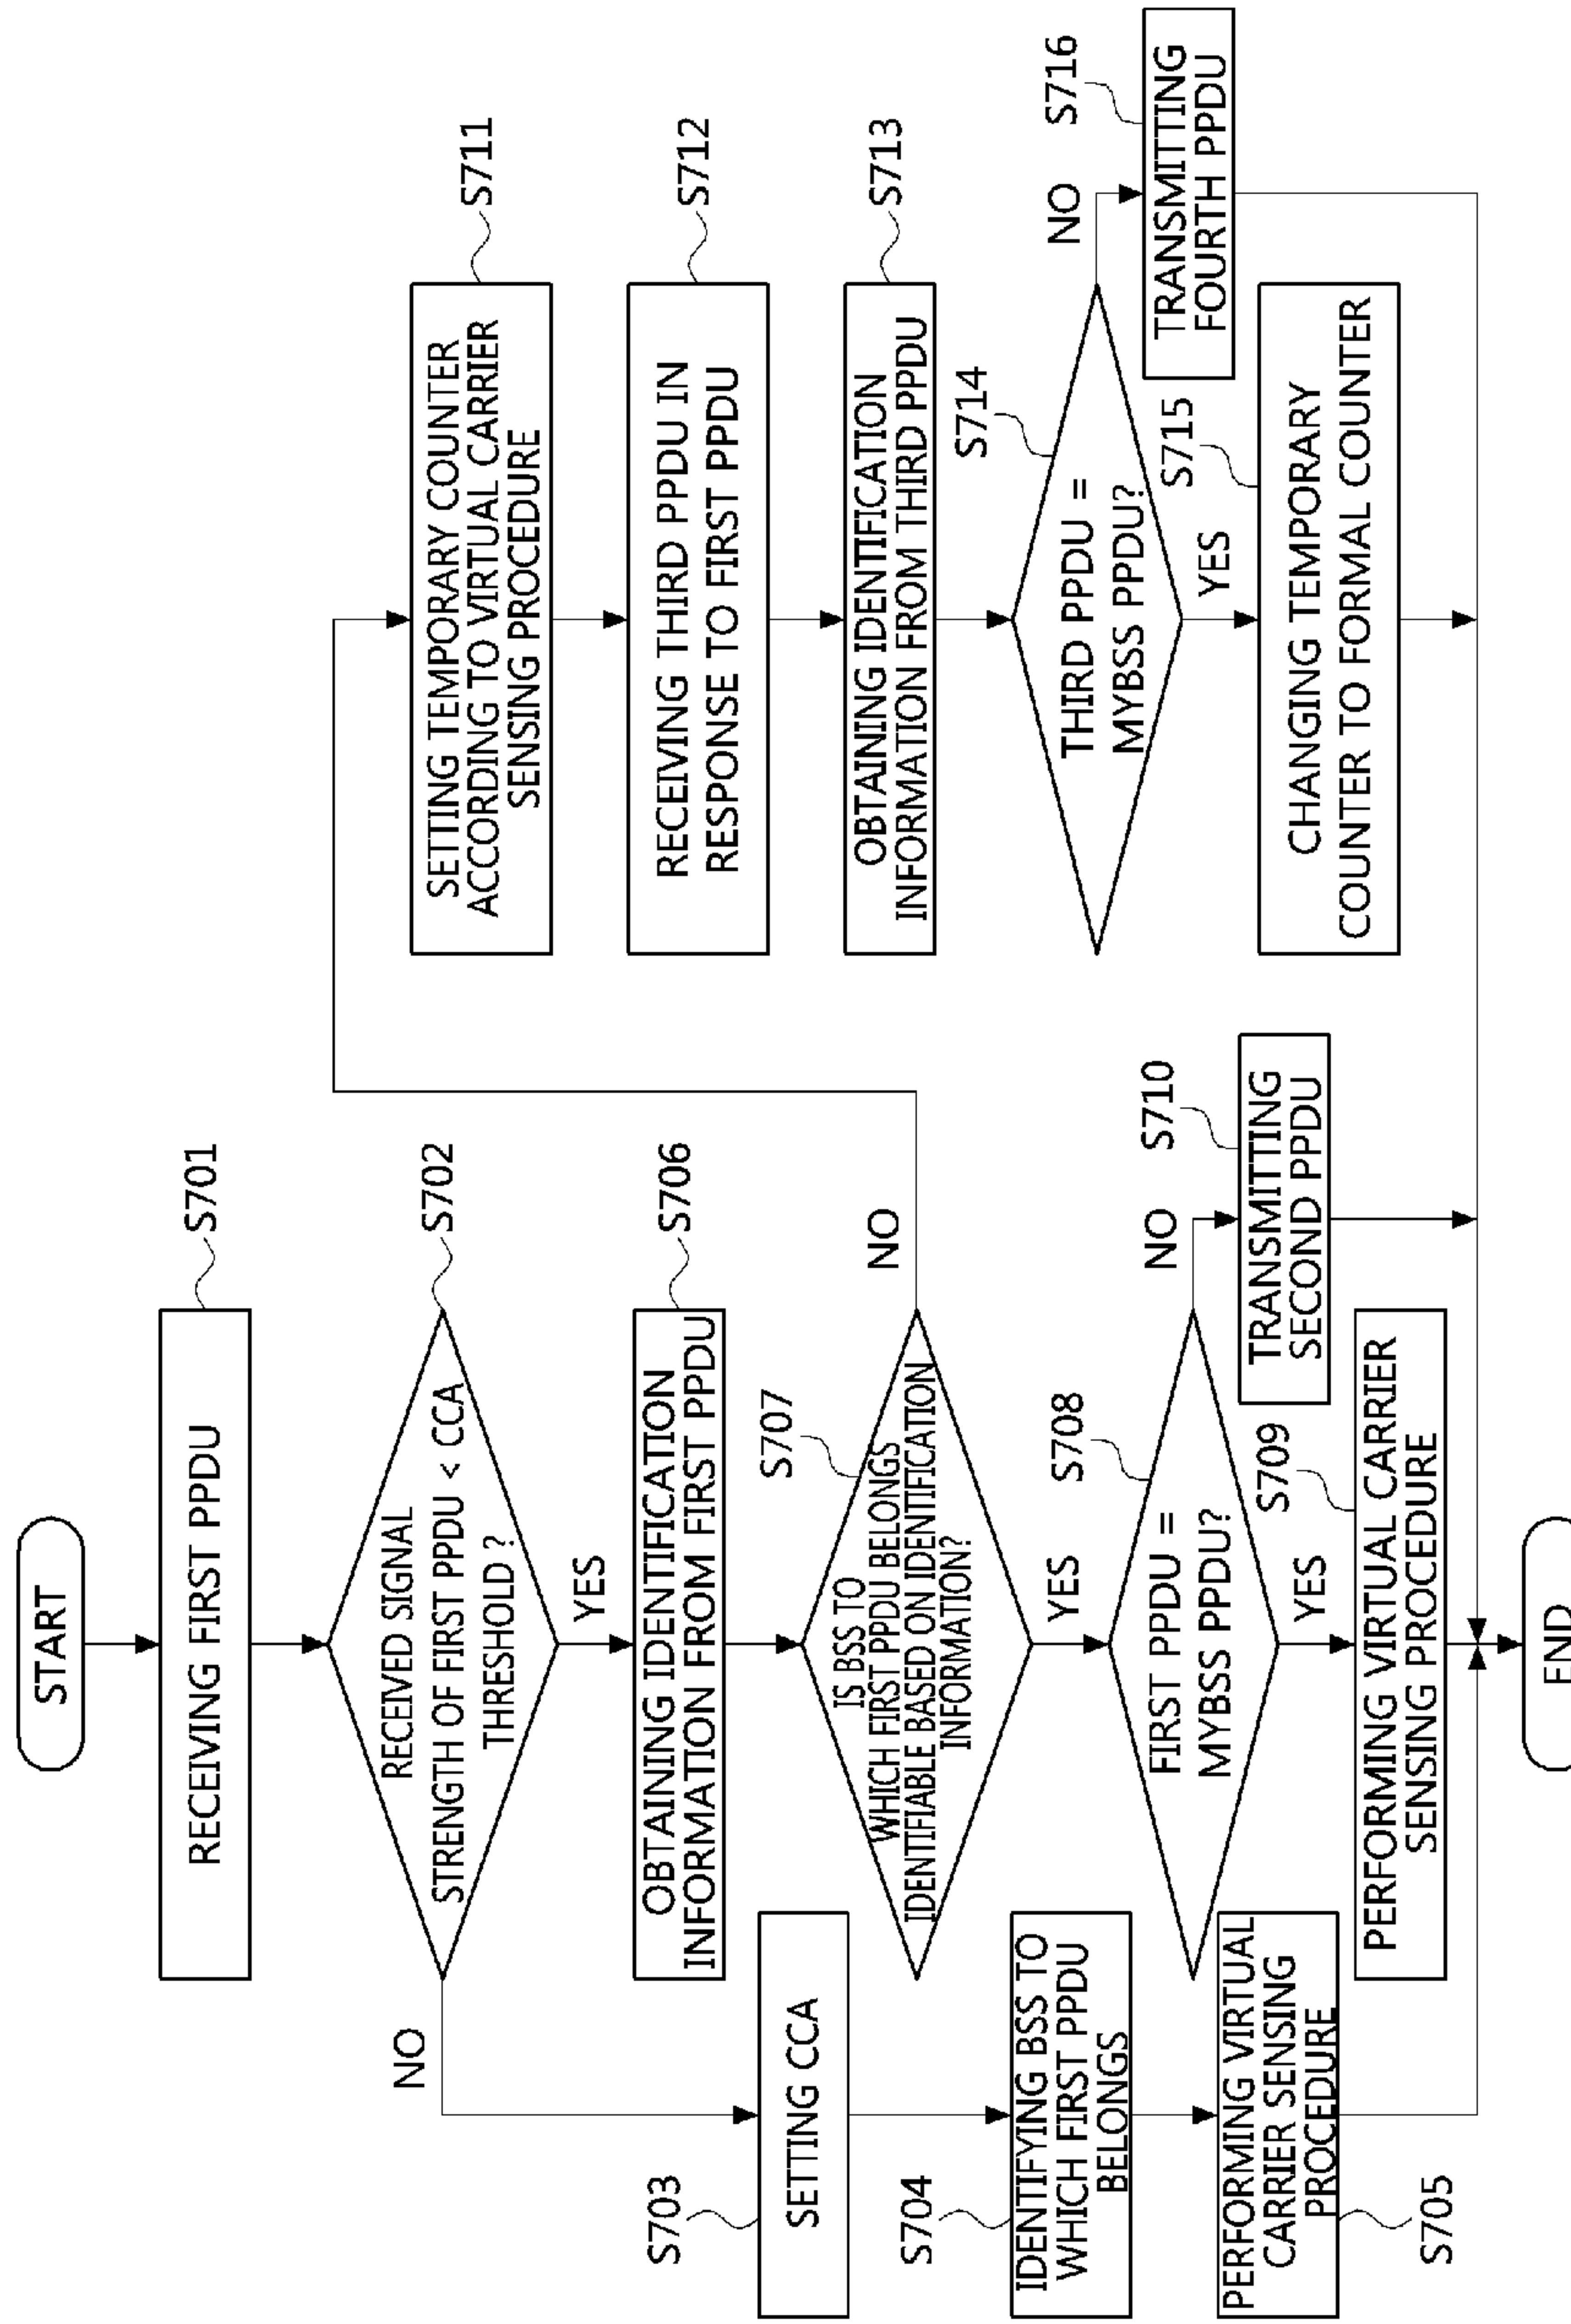 START
RECEIVING FIRST PPDU
S701
RECEIVED SIGNAL
STRENGTH OF FIRST PPDU < CCA
THRESHOLD ?
S702
NO
YES
SETTING CCA
S703
IDENTIFYING BSS TO
WHICH FIRST PPDU
BELONGS
S704
PERFORMING VIRTUAL
CARRIER SENSING
PROCEDURE
S705
OBTAINING IDENTIFICATION
INFORMATION FROM FIRST PPDU
S706
IS BSS TO
WHICH FIRST PPDU BELONGS
IDENTIFIABLE BASED ON IDENTIFICATION
INFORMATION?
S707
NO
YES
FIRST PPDU =
MYBSS PPDU?
S708
NO
YES
PERFORMING VIRTUAL CARRIER
SENSING PROCEDURE
S709
TRANSMITTING
SECOND PPDU
S710
SETTING TEMPORARY COUNTER
ACCORDING TO VIRTUAL CARRIER
SENSING PROCEDURE
S711
RECEIVING THIRD PPDU IN
RESPONSE TO FIRST PPDU
S712
OBTAINING IDENTIFICATION
INFORMATION FROM THIRD PPDU
S713
THIRD PPDU =
MYBSS PPDU?
S714
NO
YES
CHANGING TEMPORARY
COUNTER TO FORMAL COUNTER
S715
TRANSMITTING
FOURTH PPDU
S716
END